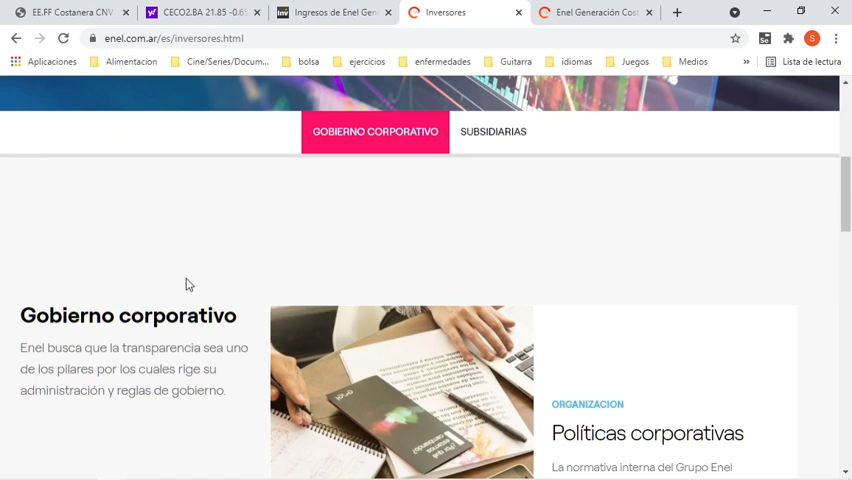 EE.FF Costanera CNV
CECO2.BA 21.85 -0.65
Ingresos de Enel Gene
Inversores
Enel Generación Cost
enel.com.ar/es/inversores.html
Aplicaciones
Alimentacion
Cine/Series/Docum...
bolsa
ejercicios
enfermedades
Guitarra
idiomas
Juegos
Medios
»
Lista de lectura
GOBIERNO CORPORATIVO
SUBSIDIARIAS
Gobierno corporativo
Enel busca que la transparencia sea uno
de los pilares por los cuales rige su
administración y reglas de gobierno.
ORGANIZACION
Políticas corporativas
La normativa interna del Grupo Enel